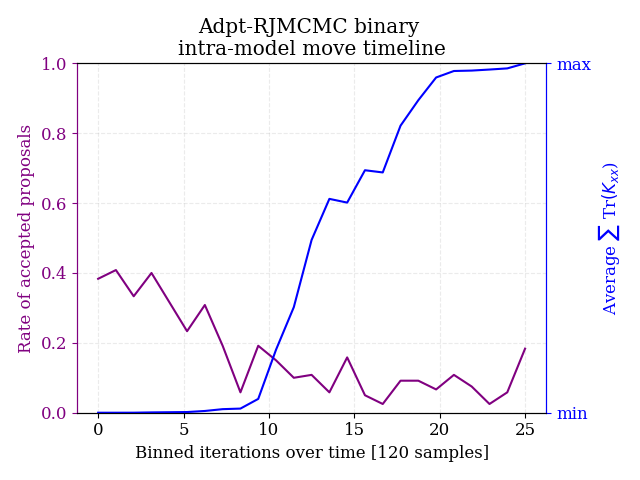 Adpt-RJMCMC binary
intra-model move timeline
1.0
0.8
0.6
0.4
0.2
0.0
Rate of accepted proposals
max
min
Average ∑ Tr(Kxx)
0 5 10 15 20 25
Binned iterations over time [120 samples]